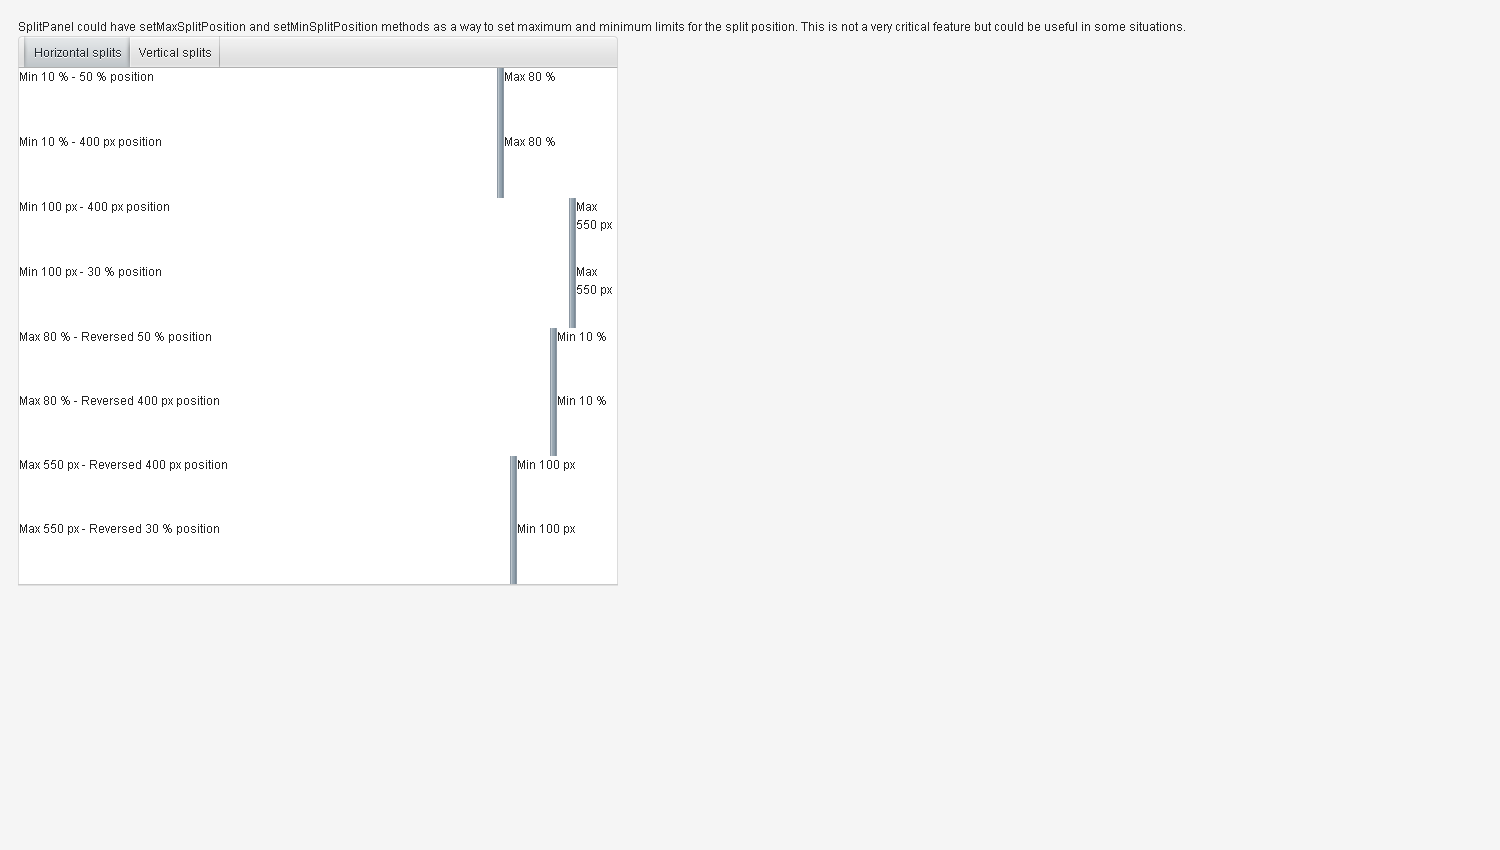 SplitPanel could have setMaxSplitPosition and setMinSplitPosition methods as a way to set maximum and minimum limits for the split position. This is not a very critical feature but could be useful in some situations.
Horizontal splits Vertical splits
Min 10 % - 50 % position Max 80 %
Min 10 % - 400 px position Max 80 %
Min 100 px - 400 px position Max
550 px
Min 100 px - 30 % position Max
550 px
Max 80 % - Reversed 50 % position Min 10 %
Max 80 % - Reversed 400 px position Min 10 %
Max 550 px - Reversed 400 px position Min 100 px
Max 550 px - Reversed 30 % position Min 100 px